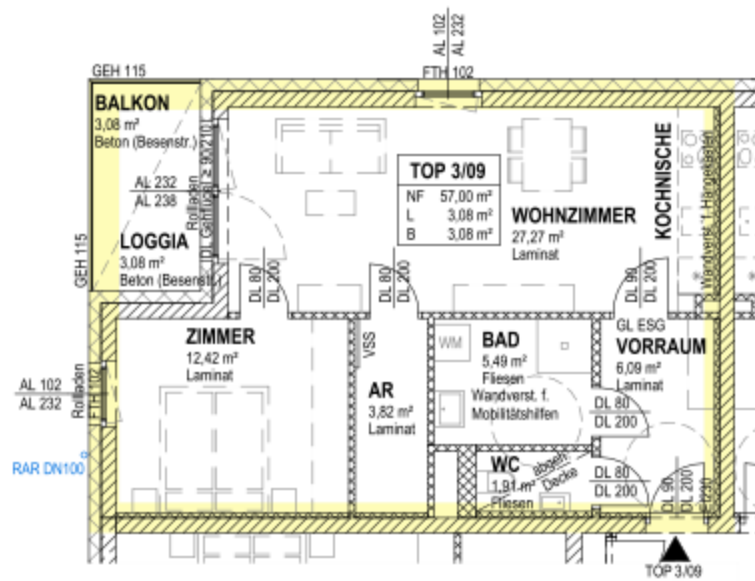 AL 102
AL 232
FTH 102
GEH 115
BALKON
3,08 m²
Beton (Besenstr.)
AL 232
AL 238
Rollladen
DL Gehflügel ≥ 90/210
LOGGIA
3,08 m²
Beton (Besenstr.)
GEH 115
TOP 3/09
NF 57,00 m²
L 3,08 m²
B 3,08 m²
WOHNZIMMER
27,27 m²
Laminat
KOCHNISCHE
Wandverst. f. Hängekästen
DL 80
DL 200
DL 80
DL 200
DL 90
DL 200
ZIMMER
12,42 m²
Laminat
VSS
AR
3,82 m²
Laminat
WM
BAD
5,49 m²
Fliesen
Wandverst. f.
Mobilitätshilfen
GL ESG
VORRAUM
6,09 m²
Laminat
DL 80
DL 200
AL 102
AL 232
Rollladen
FTH 102
RAR DN100
WC
1,91 m²
Fliesen
abgeh.
Decke
DL 80
DL 200
DL 90
DL 200
EI230
TOP 3/09